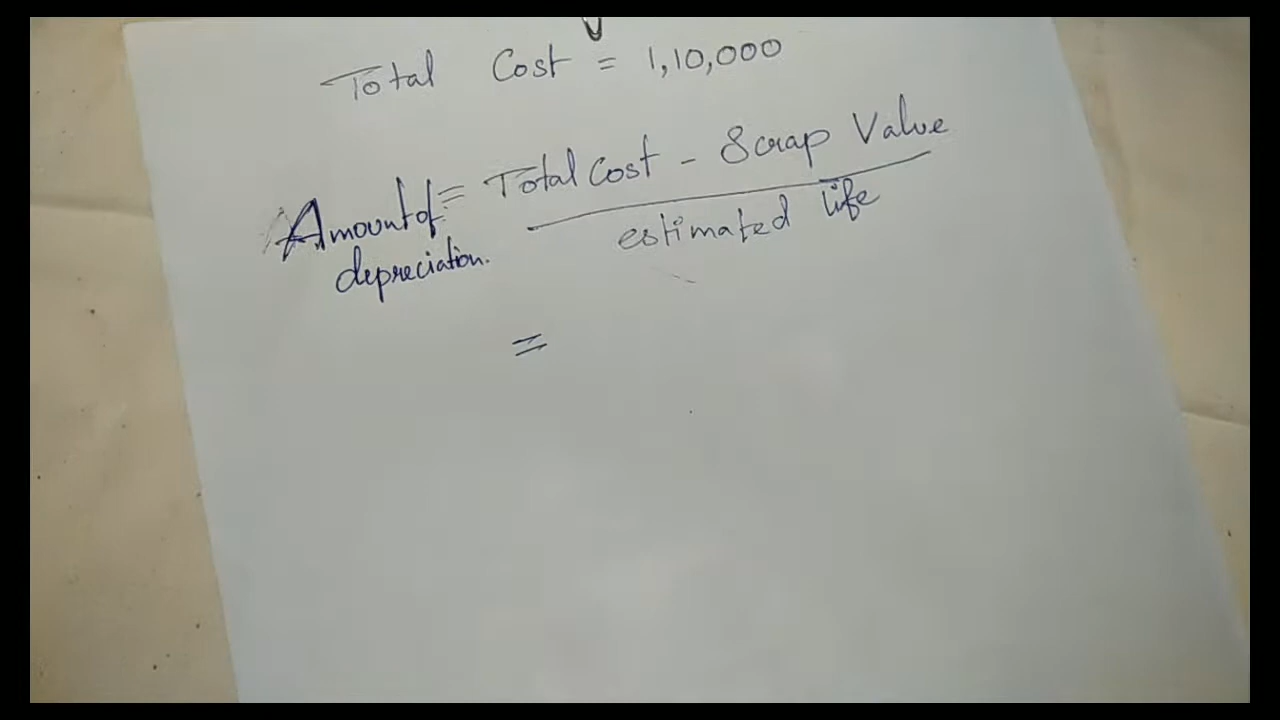 Total Cost = 1,10,000
Amount of = Total Cost - Scrap Value
estimated life
depreciation.
=